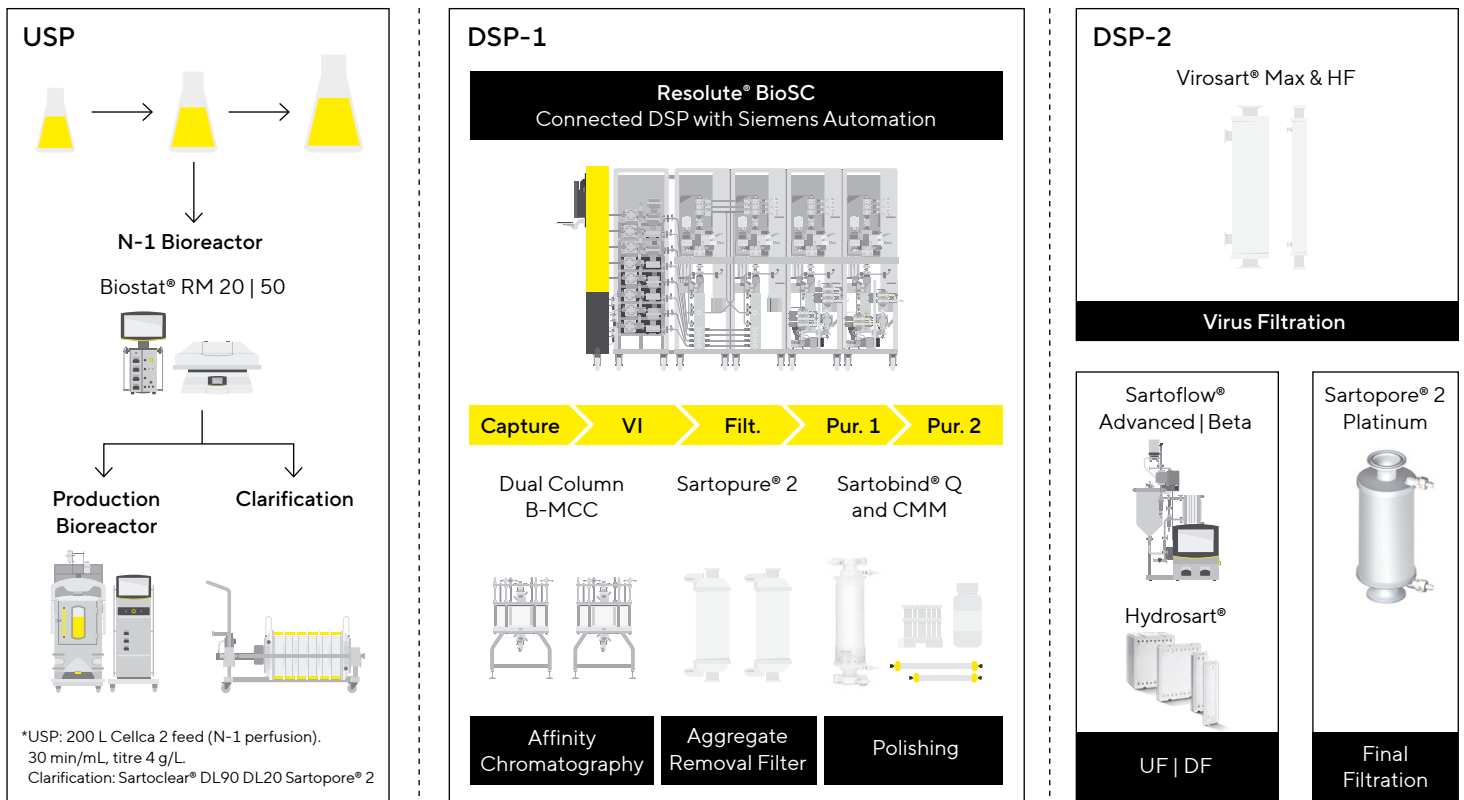 USP
N-1 Bioreactor
Biostat® RM 20 | 50
Production
Bioreactor
Clarification
*USP: 200 L Cellca 2 feed (N-1 perfusion).
30 min/mL, titre 4 g/L.
Clarification: Sartoclear® DL90 DL20 Sartopore® 2
DSP-1
Resolute® BioSC
Connected DSP with Siemens Automation
Capture
VI
Filt.
Pur. 1
Pur. 2
Dual Column
B-MCC
Sartopure® 2
Sartobind® Q
and CMM
Affinity
Chromatography
Aggregate
Removal Filter
Polishing
DSP-2
Virosart® Max & HF
Virus Filtration
Sartoflow®
Advanced | Beta
Hydrosart®
UF | DF
Sartopore® 2
Platinum
Final
Filtration